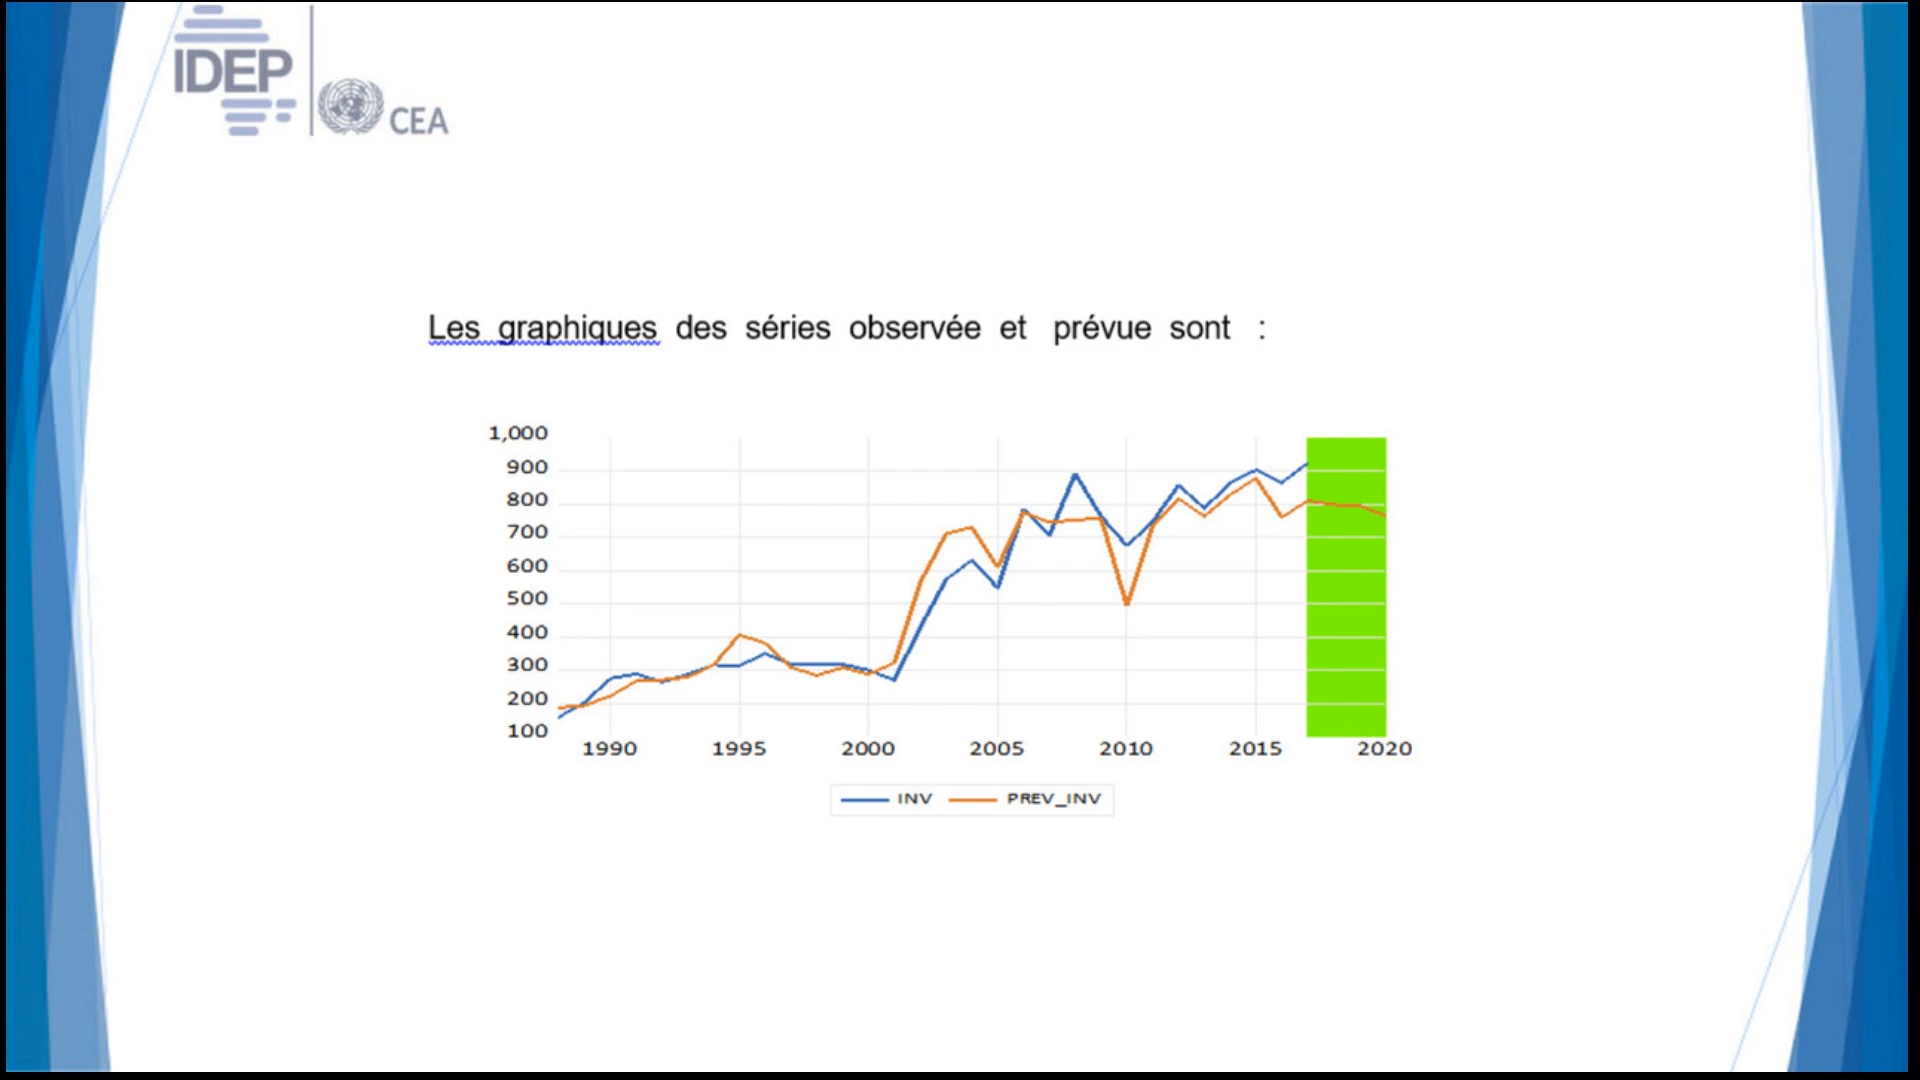 IDEP
CEA
Les graphiques des séries observée et prévue sont :
1,000
900
800
700
600
500
400
300
200
100
1990 1995 2000 2005 2010 2015 2020
INV PREV_INV